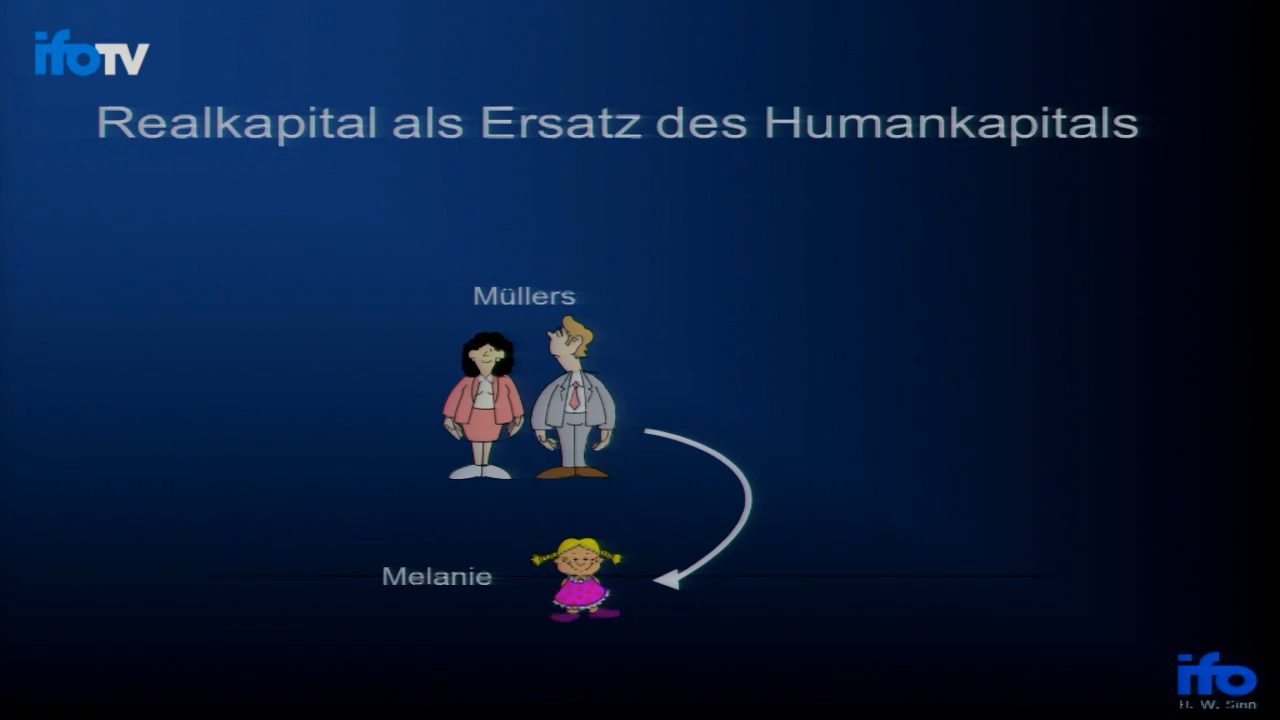 ifoTV
Realkapital als Ersatz des Humankapitals
Müllers
Melanie
ifo
H. W. Sinn